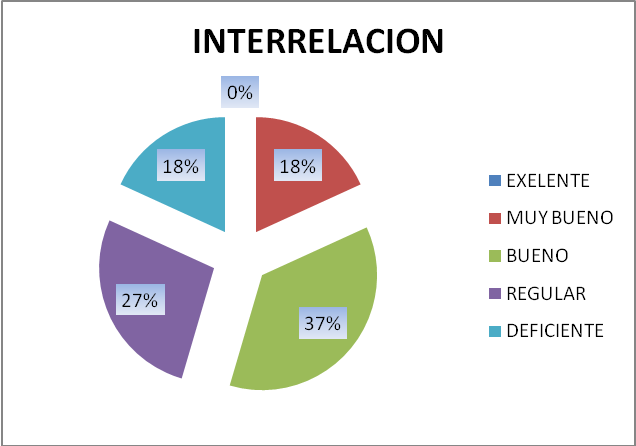 INTERRELACION
0%
18%
18%
27%
37%
EXELENTE
MUY BUENO
BUENO
REGULAR
DEFICIENTE